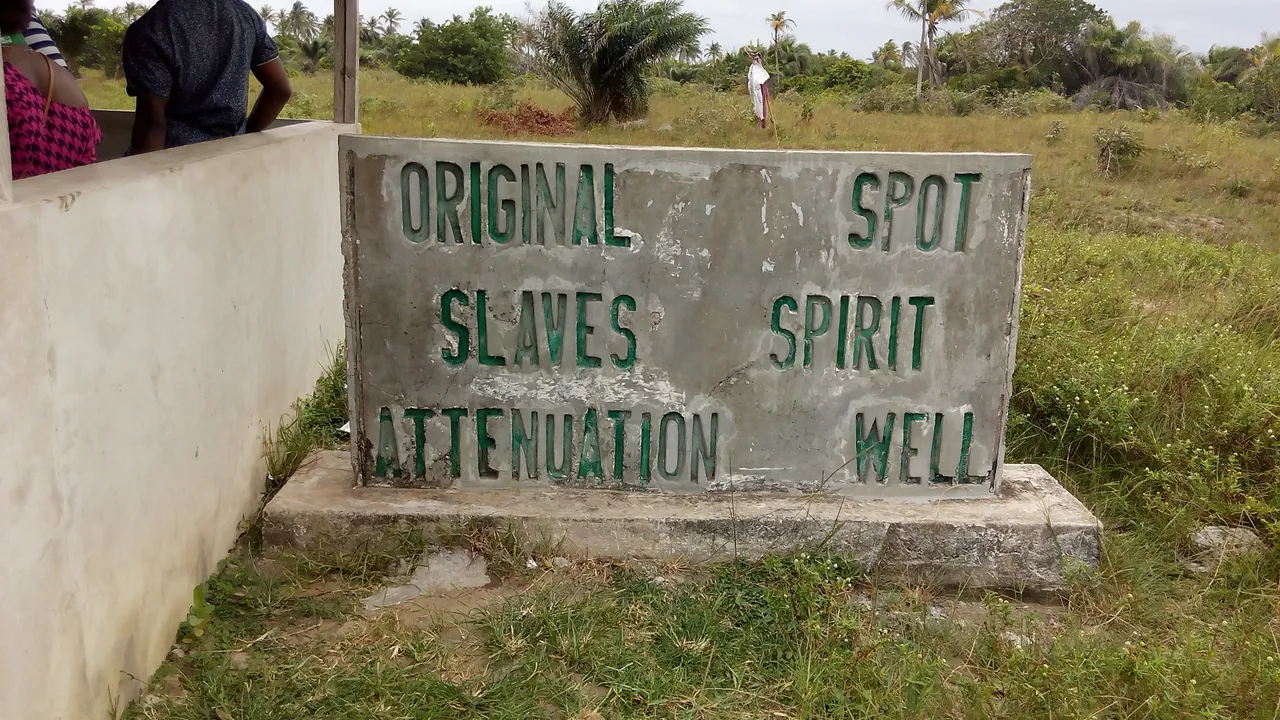 ORIGINAL SPOT
SLAVES SPIRIT
ATTENUATION WELL